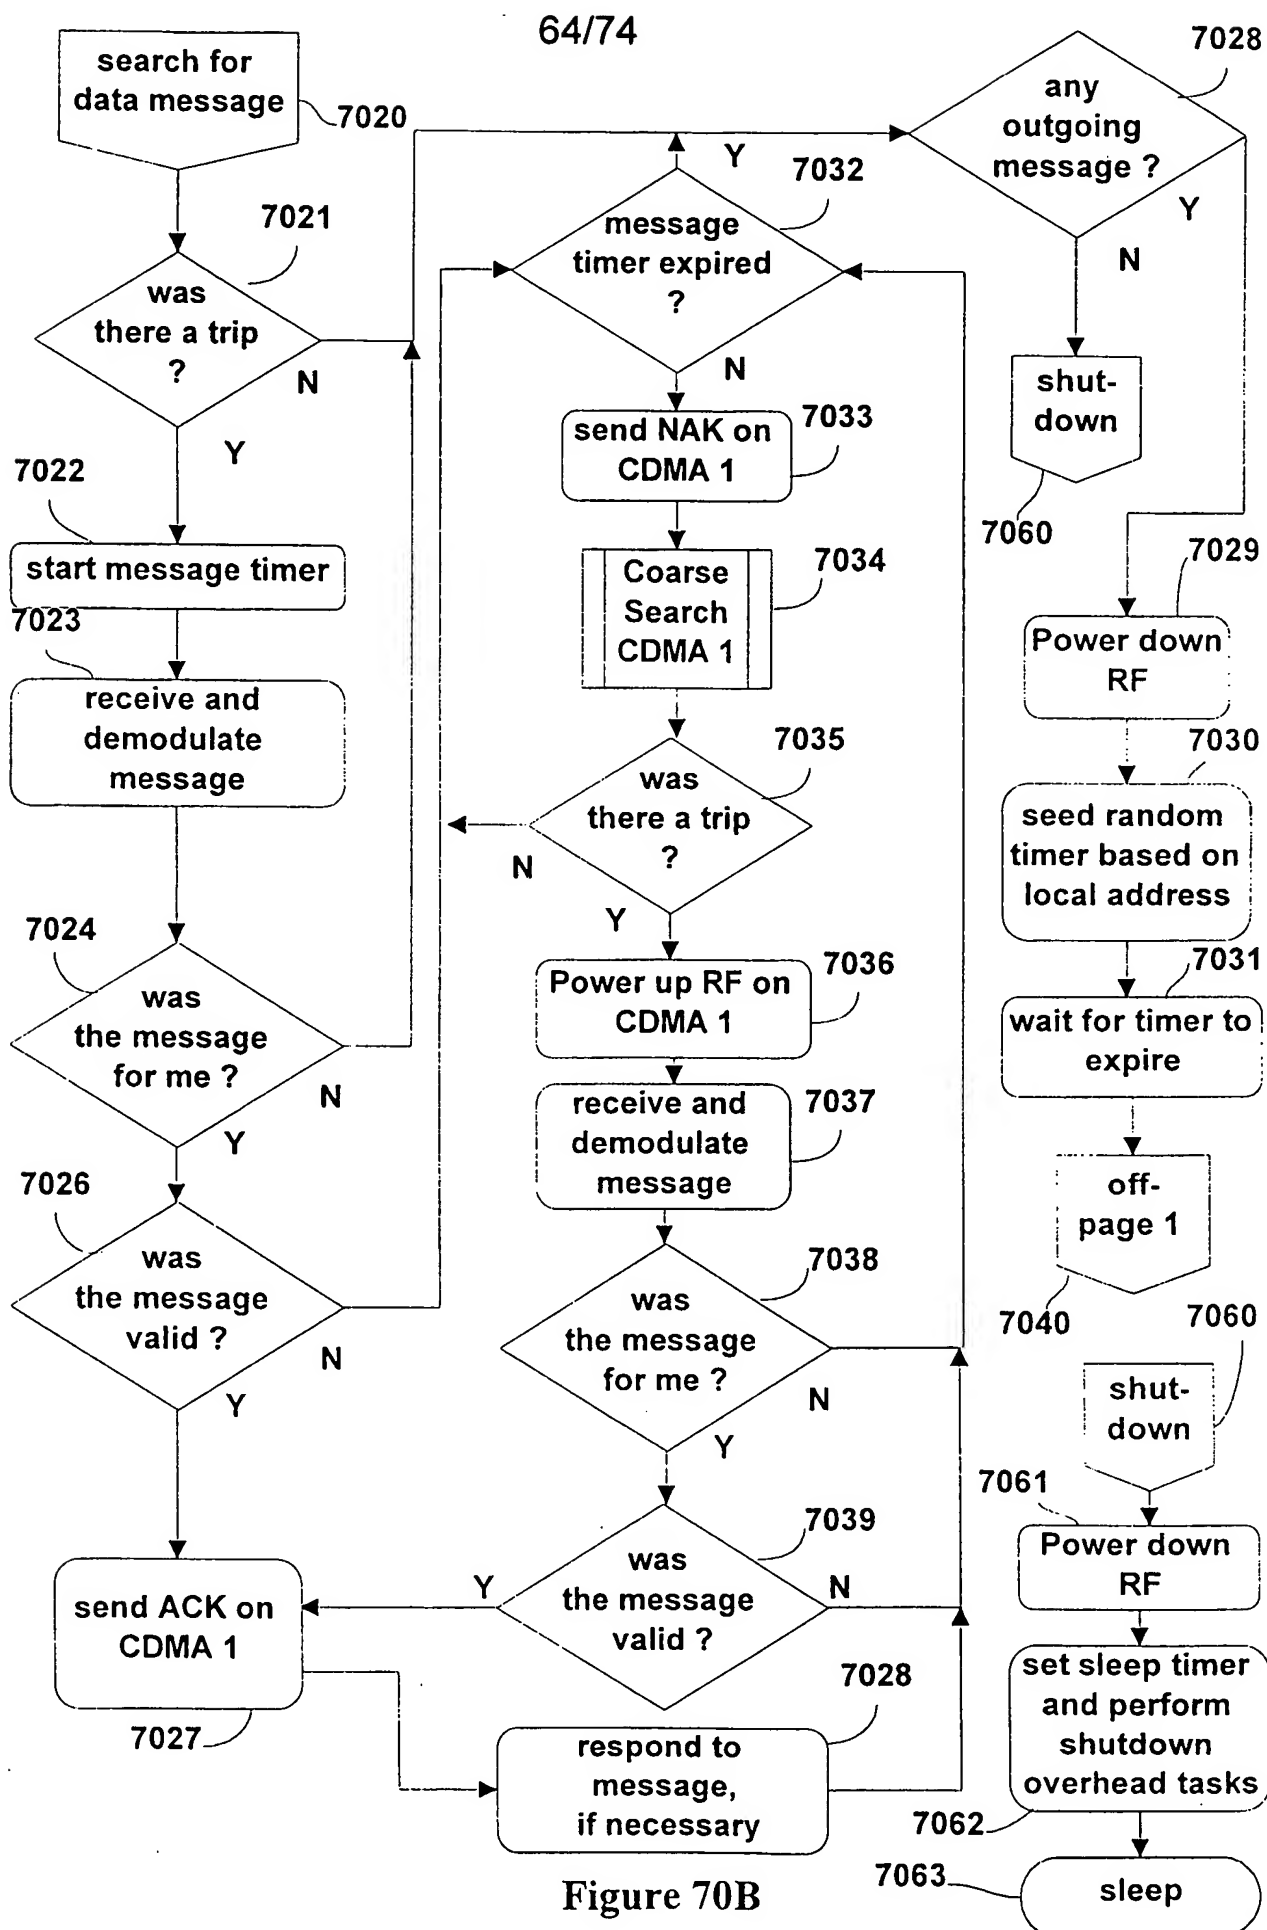 64/74
search for
data message
7020
7021
was
there a trip
?
N
Y
7022
start message timer
7023
receive and
demodulate
message
7024
was
the message
for me ?
N
Y
7026
was
the message
valid ?
N
Y
send ACK on
CDMA 1
7027
Y
7032
message
timer expired
?
N
send NAK on
CDMA 1
7033
Coarse
Search
CDMA 1
7034
7035
was
there a trip
?
N
Y
Power up RF on
CDMA 1
7036
receive and
demodulate
message
7037
7038
was
the message
for me ?
N
Y
7039
was
the message
valid ?
Y
N
7028
respond to
message,
if necessary
7028
any
outgoing
message ?
Y
N
shut-
down
7060
7029
Power down
RF
7030
seed random
timer based on
local address
7031
wait for timer to
expire
off-
page 1
7040
7060
shut-
down
7061
Power down
RF
set sleep timer
and perform
shutdown
overhead tasks
7062
7063
sleep
Figure 70B